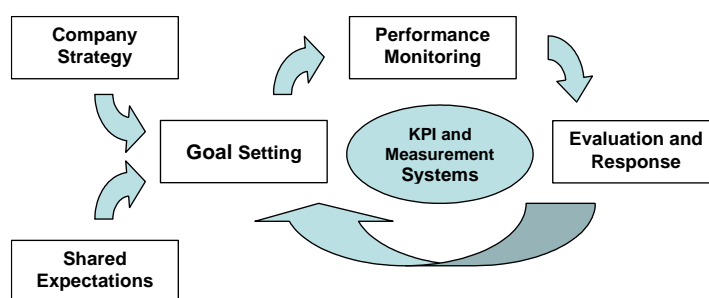 Company
Strategy
Performance
Monitoring
Goal Setting
KPI and
Measurement
Systems
Evaluation and
Response
Shared
Expectations